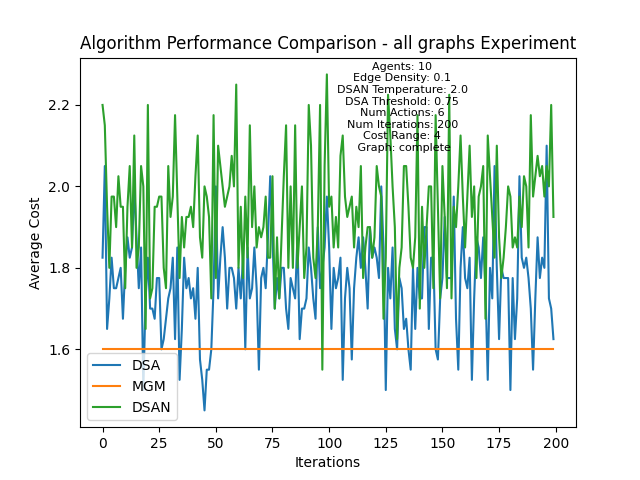 Algorithm Performance Comparison - all graphs Experiment
Agents: 10
Edge Density: 0.1
DSAN Temperature: 2.0
DSA Threshold: 0.75
Num Actions: 6
Num Iterations: 200
Cost Range: 4
Graph: complete
Average Cost
2.2
2.0
1.8
1.6
DSA
MGM
DSAN
0
25
50
75
100
125
150
175
200
Iterations